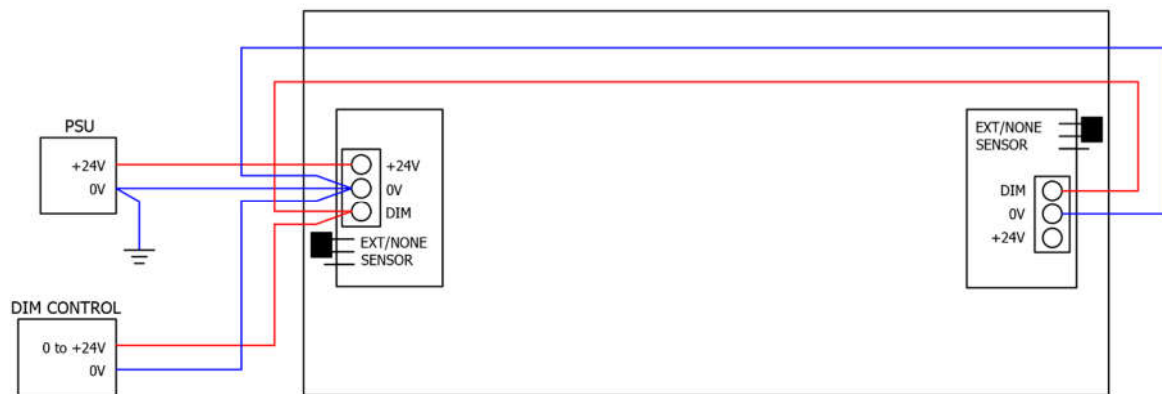 PSU
+24V
0V
+24V
0V
DIM
EXT/NONE
SENSOR
EXT/NONE
SENSOR
DIM
0V
+24V
DIM CONTROL
0 to +24V
0V